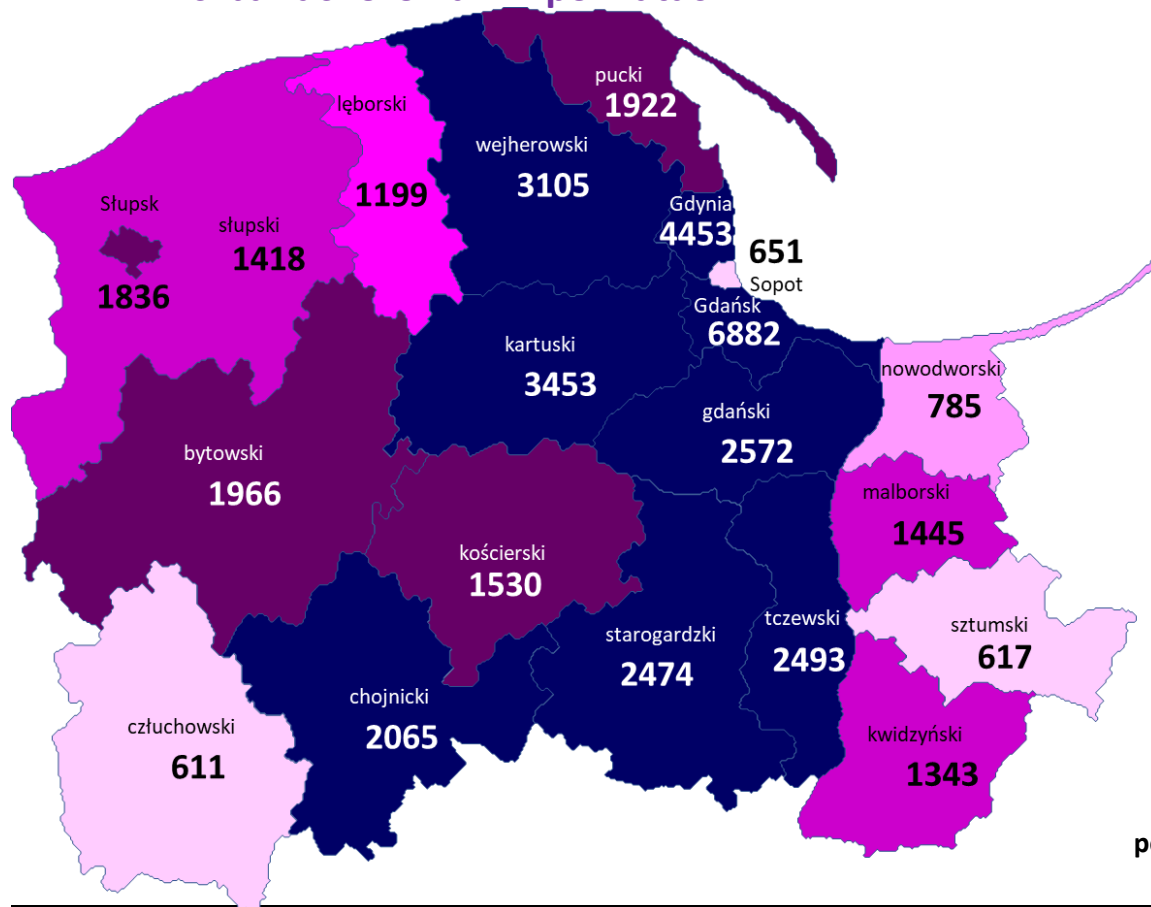 pucki
1922
lęborski
wejherowski
3105
1199
Słupsk
1836
słupski
1418
Gdynia
4453
651
Sopot
Gdańsk
6882
kartuski
3453
nowodworski
785
gdański
2572
bytowski
1966
malborski
1445
kościerski
1530
starogardzki
2474
tczewski
2493
sztumski
617
chojnicki
2065
człuchowski
611
kwidzyński
1343